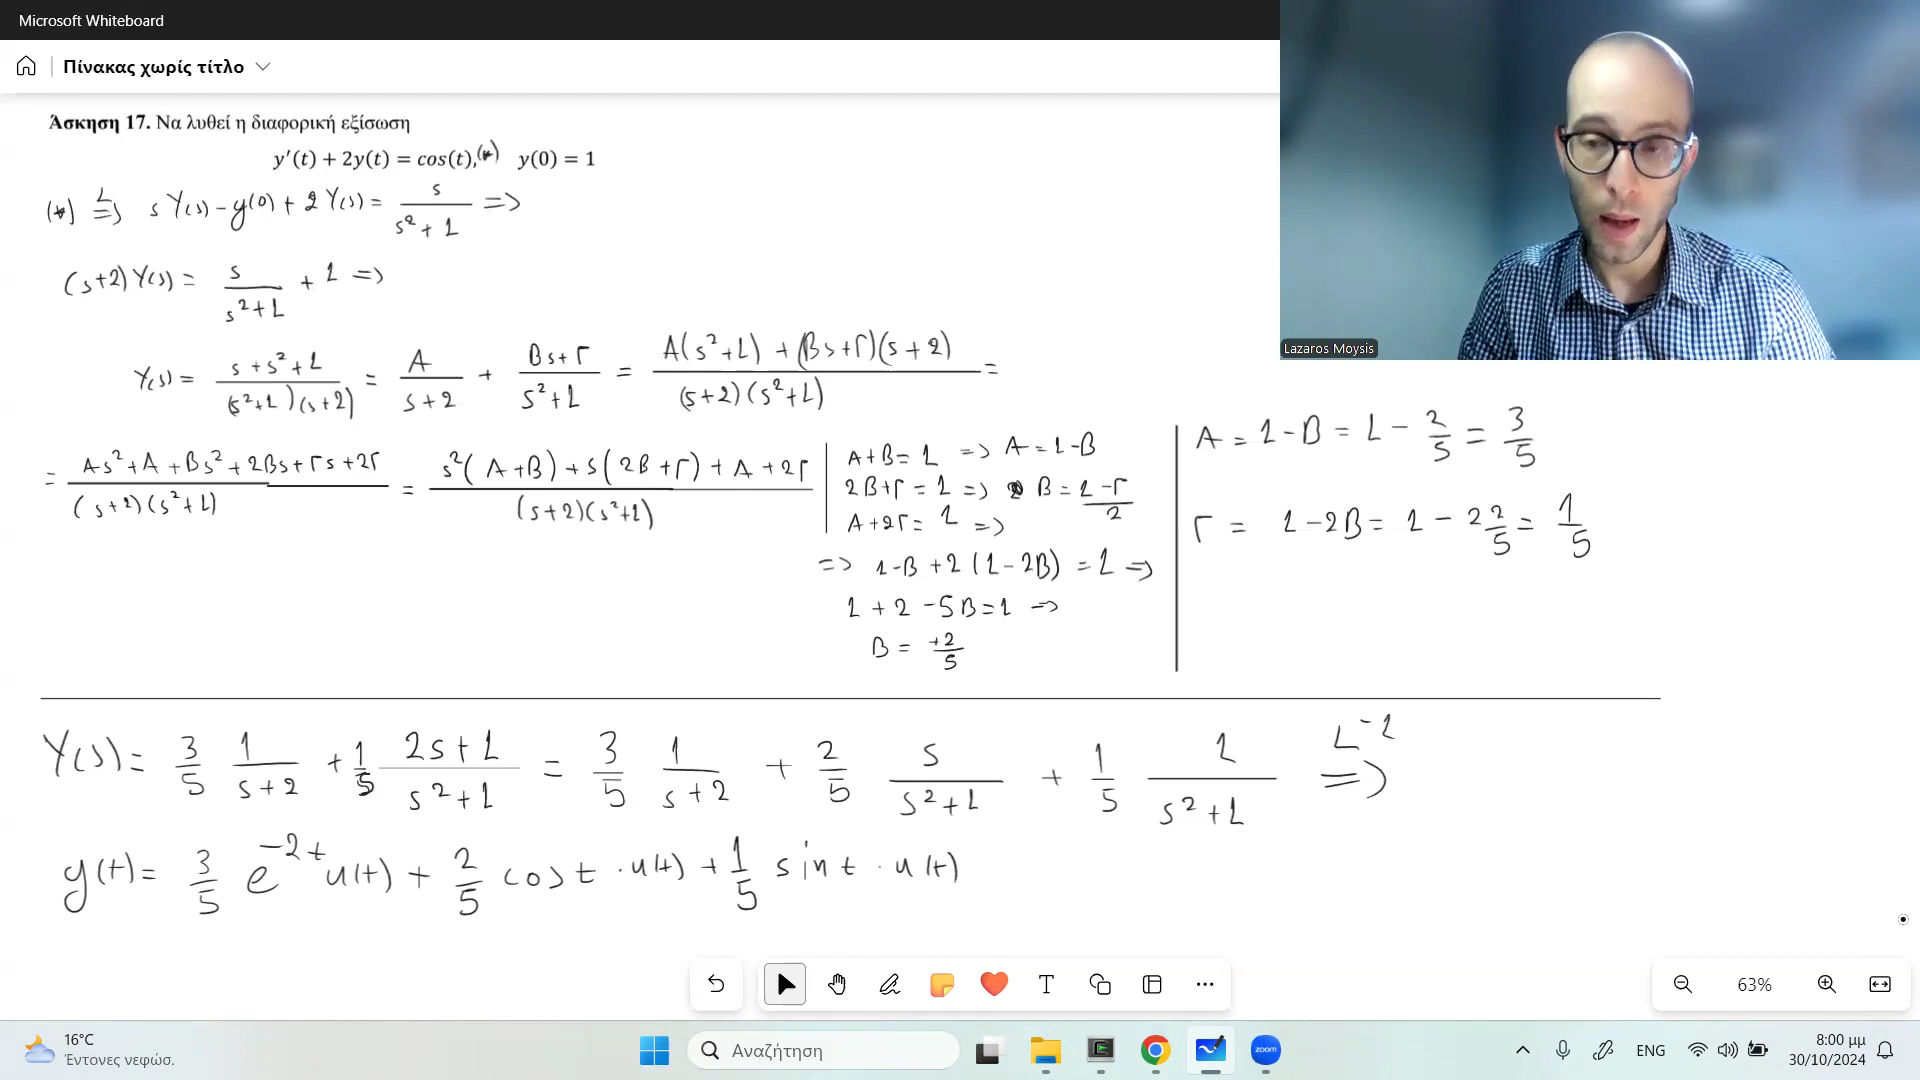 Microsoft Whiteboard
Πίνακας χωρίς τίτλο
Άσκηση 17. Να λυθεί η διαφορική εξίσωση
y′(t) + 2y(t) = cos(t), (*) y(0) = 1
(*) L=> s Y(s) - y(0) + 2 Y(s) = s/(s²+1) =>
(s+2) Y(s) = s/(s²+1) + 1 =>
Y(s) = (s+s²+1)/((s²+1)(s+2)) = A/(s+2) + (Bs+Γ)/(s²+1) = (A(s²+1) + (Bs+Γ)(s+2))/((s+2)(s²+1)) =
= (As²+A+Bs²+2Bs+Γs+2Γ)/((s+2)(s²+1)) = (s²(A+B)+s(2B+Γ)+A+2Γ)/((s+2)(s²+1))
A+B=1 => A=1-B
2B+Γ=1 => B=(1-Γ)/2
A+2Γ=1 =>
=> 1-B+2(1-2B)=1 =>
1+2-5B=1 =>
B = +2/5
A = 1-B = 1 - 2/5 = 3/5
Γ = 1-2B = 1 - 2 2/5 = 1/5
Y(s) = 3/5 1/(s+2) + 1/5 (2s+1)/(s²+1) = 3/5 1/(s+2) + 2/5 s/(s²+1) + 1/5 1/(s²+1) L⁻¹=>
y(t) = 3/5 e^(-2t) u(t) + 2/5 cos t · u(t) + 1/5 sin t · u(t)
Lazaros Moysis
63%
16°C
Έντονες νεφώσ.
Αναζήτηση
zoom
ENG
8:00 μμ
30/10/2024